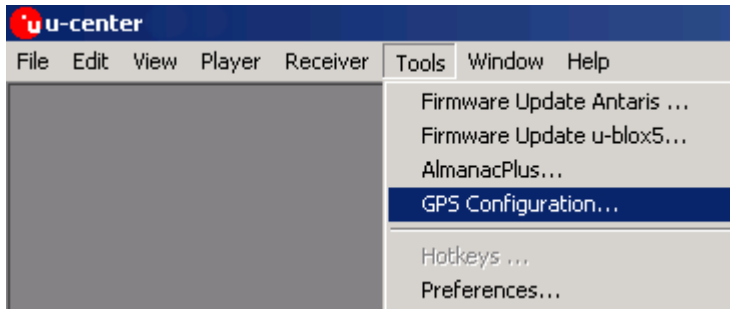 u u-center
File Edit View Player Receiver Tools Window Help
Firmware Update Antaris ...
Firmware Update u-blox5...
AlmanacPlus...
GPS Configuration...
Hotkeys ...
Preferences...